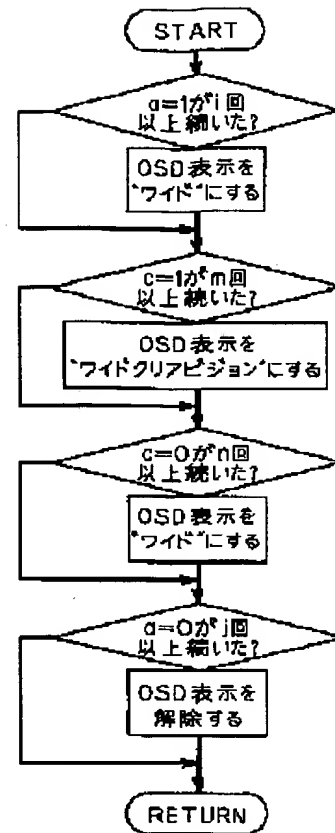 START
a=1がi回
以上続いた?
OSD表示を
"ワイド"にする
c=1がm回
以上続いた?
OSD表示を
"ワイドクリアビジョン"にする
c=0がn回
以上続いた?
OSD表示を
"ワイド"にする
a=0がj回
以上続いた?
OSD表示を
解除する
RETURN